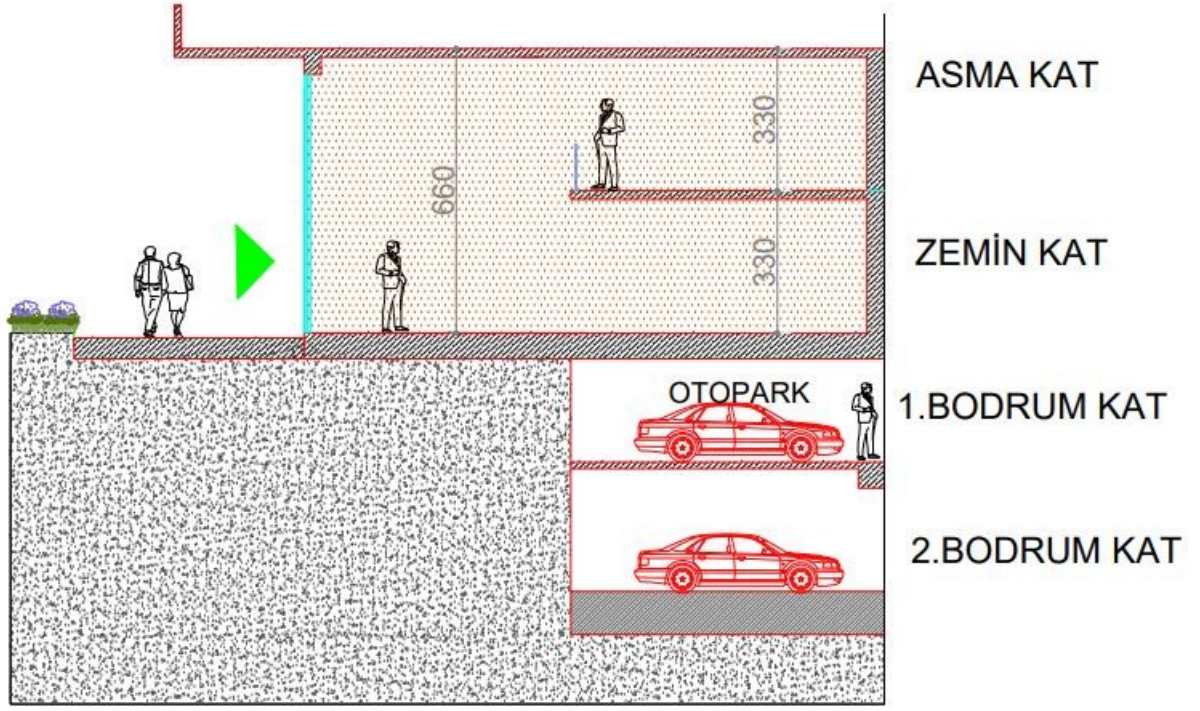 ASMA KAT
330
660
ZEMİN KAT
330
OTOPARK
1.BODRUM KAT
2.BODRUM KAT